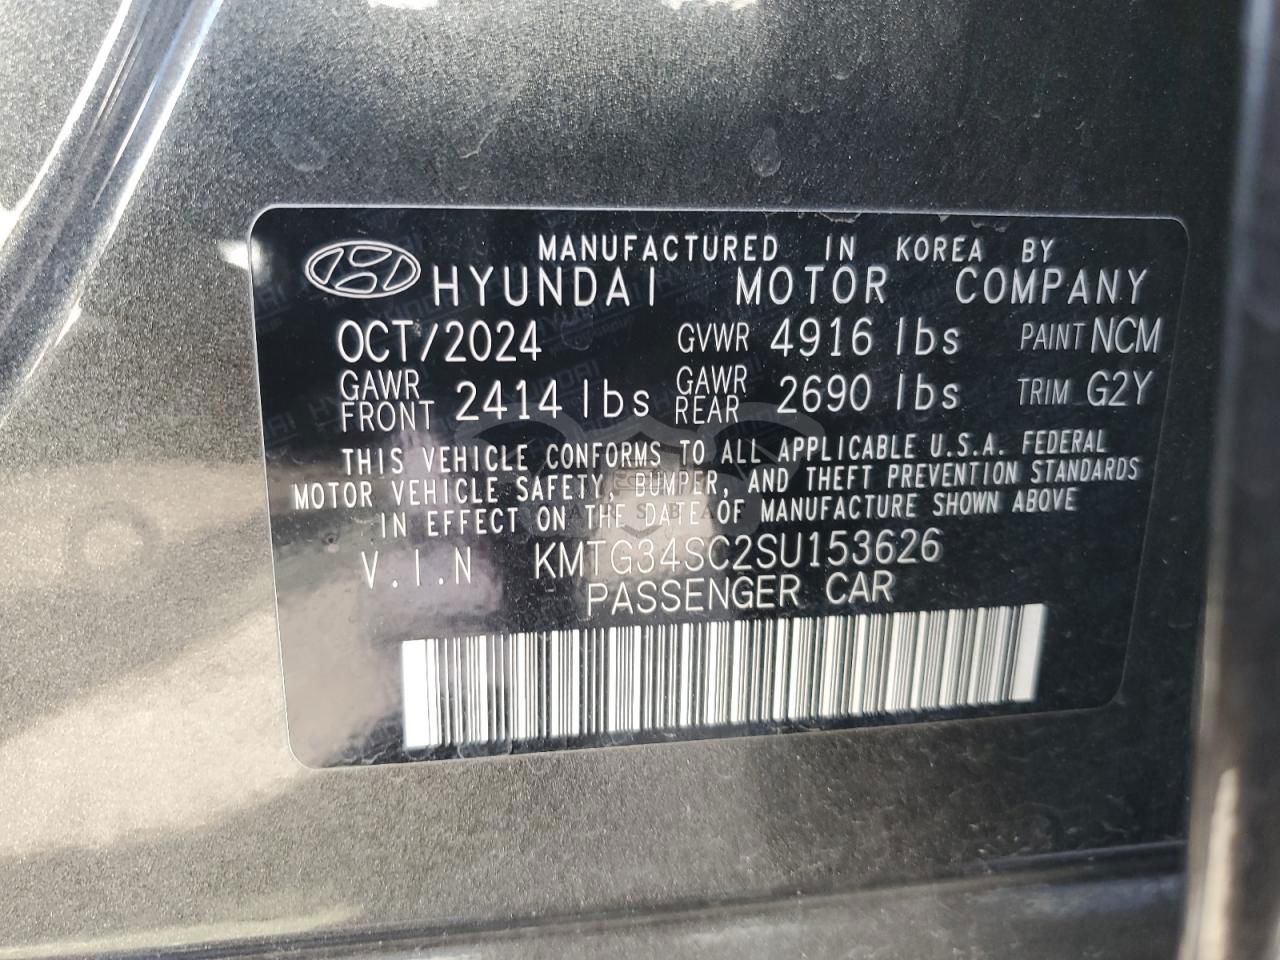 MANUFACTURED IN KOREA BY
HYUNDAI MOTOR COMPANY
OCT/2024 GVWR 4916 lbs PAINT NCM
GAWR FRONT 2414 lbs GAWR REAR 2690 lbs TRIM G2Y
THIS VEHICLE CONFORMS TO ALL APPLICABLE U.S.A. FEDERAL
MOTOR VEHICLE SAFETY, BUMPER, AND THEFT PREVENTION STANDARDS
IN EFFECT ON THE DATE OF MANUFACTURE SHOWN ABOVE
V.I.N KMTG34SC2SU153626
PASSENGER CAR